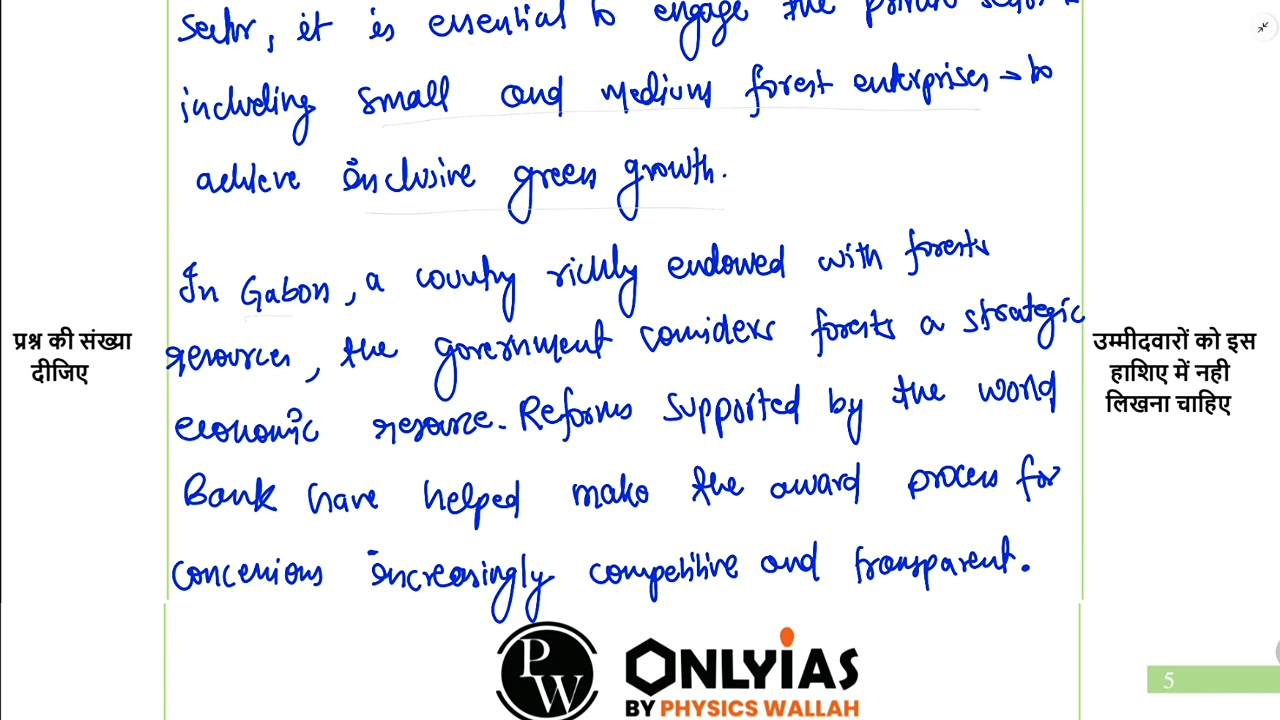 sector, it is essential to engage the private sector
including small and medium forest enterprises → to
achieve inclusive green growth.
In Gabon, a country richly endowed with forests
resources, the government considers forests a strategic
economic resource. Reforms supported by the world
Bank have helped make the award process for
concessions increasingly competitive and transparent.
प्रश्न की संख्या
दीजिए
उम्मीदवारों को इस
हाशिए में नही
लिखना चाहिए
PW
ONLYiAS
BY PHYSICS WALLAH
5